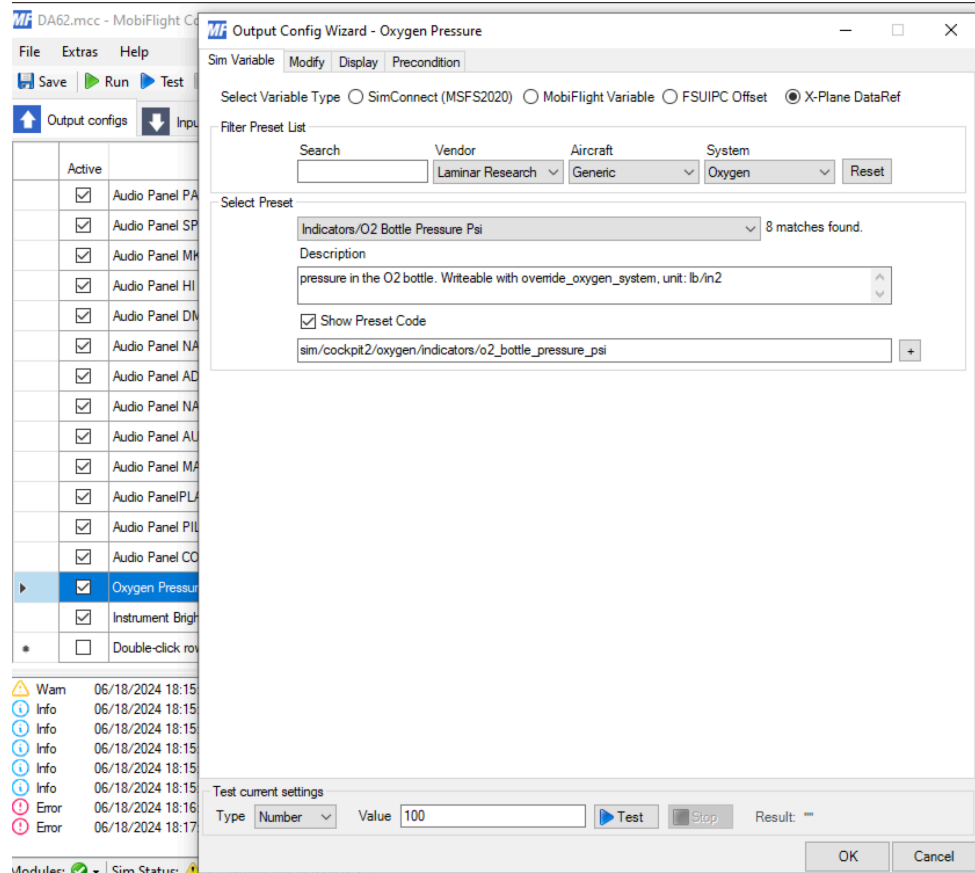 DA62.mcc - MobiFlight Co
File Extras Help
Save Run Test
Output configs Inpu
Active
Audio Panel PA
Audio Panel SP
Audio Panel MK
Audio Panel HI
Audio Panel DM
Audio Panel NA
Audio Panel AD
Audio Panel NA
Audio Panel AU
Audio Panel MA
Audio PanelPLA
Audio Panel PIL
Audio Panel CO
Oxygen Pressur
Instrument Brigh
Double-click row
Warn 06/18/2024 18:15:
Info 06/18/2024 18:15:
Info 06/18/2024 18:15:
Info 06/18/2024 18:15:
Info 06/18/2024 18:15:
Info 06/18/2024 18:15:
Error 06/18/2024 18:16:
Error 06/18/2024 18:17:
Modules: Sim Status:
Output Config Wizard - Oxygen Pressure
Sim Variable Modify Display Precondition
Select Variable Type SimConnect (MSFS2020) MobiFlight Variable FSUIPC Offset X-Plane DataRef
Filter Preset List
Search Vendor Aircraft System
Laminar Research Generic Oxygen Reset
Select Preset
Indicators/O2 Bottle Pressure Psi 8 matches found.
Description
pressure in the O2 bottle. Writeable with override_oxygen_system, unit: lb/in2
Show Preset Code
sim/cockpit2/oxygen/indicators/o2_bottle_pressure_psi +
Test current settings
Type Number Value 100 Test Stop Result: ""
OK Cancel